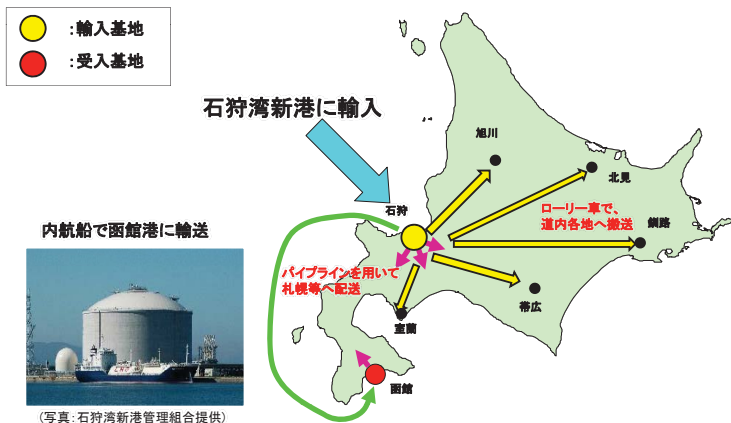 ：輸入基地
：受入基地
石狩湾新港に輸入
旭川
北見
石狩
ローリー車で、
道内各地へ搬送
釧路
内航船で函館港に輸送
パイプラインを用いて
札幌等へ配送
帯広
室蘭
函館
（写真：石狩湾新港管理組合提供）